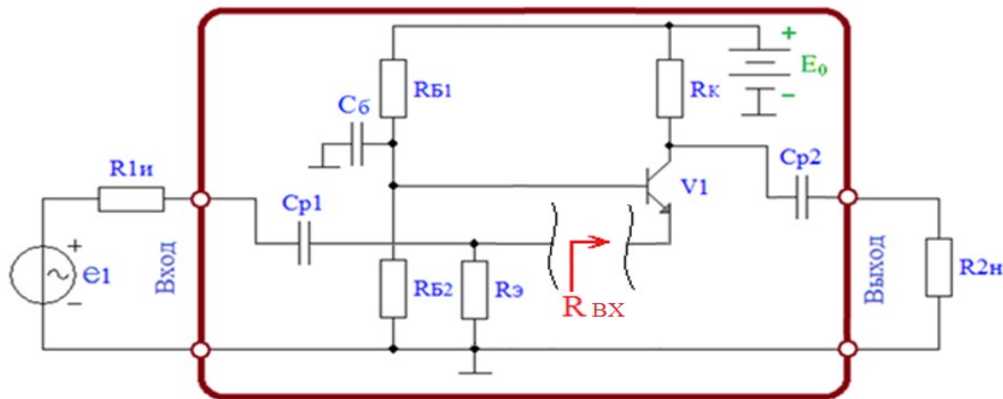 +
E0
−
RБ1
RК
Cб
R1и
Cр1
V1
Cр2
Вход
+
e1
−
RБ2
RЭ
R ВХ
Выход
R2н